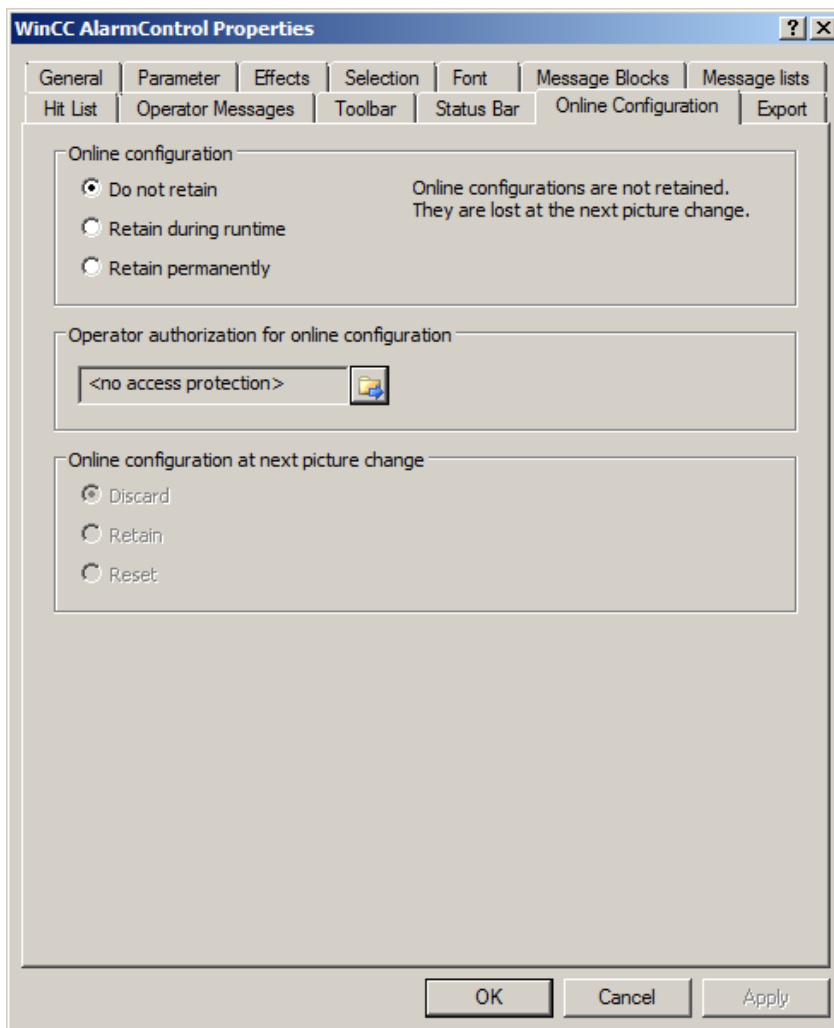 WinCC AlarmControl Properties
General Parameter Effects Selection Font Message Blocks Message lists
Hit List Operator Messages Toolbar Status Bar Online Configuration Export
Online configuration
Do not retain
Online configurations are not retained.
They are lost at the next picture change.
Retain during runtime
Retain permanently
Operator authorization for online configuration
<no access protection>
Online configuration at next picture change
Discard
Retain
Reset
OK Cancel Apply